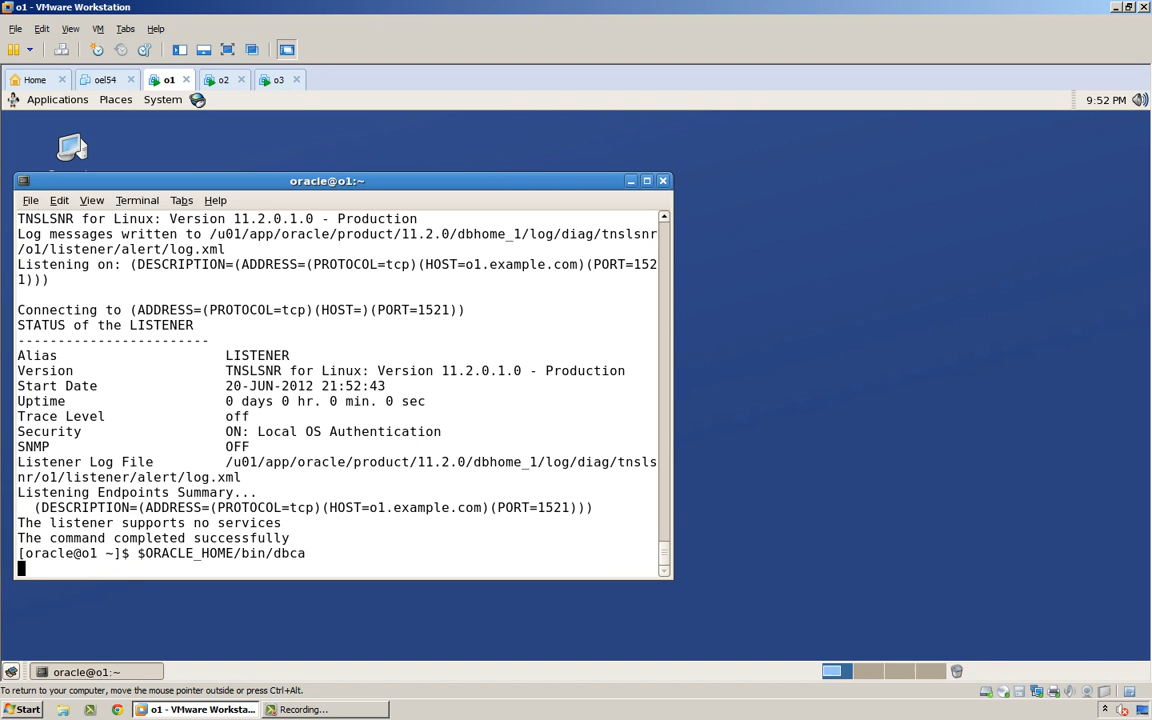 o1 - VMware Workstation
File Edit View VM Tabs Help
Home oel54 o1 o2 o3
Applications Places System 9:52 PM
oracle@o1:~
File Edit View Terminal Tabs Help
TNSLSNR for Linux: Version 11.2.0.1.0 - Production
Log messages written to /u01/app/oracle/product/11.2.0/dbhome_1/log/diag/tnslsnr
/o1/listener/alert/log.xml
Listening on: (DESCRIPTION=(ADDRESS=(PROTOCOL=tcp)(HOST=o1.example.com)(PORT=152
1)))
Connecting to (ADDRESS=(PROTOCOL=tcp)(HOST=)(PORT=1521))
STATUS of the LISTENER
------------------------
Alias LISTENER
Version TNSLSNR for Linux: Version 11.2.0.1.0 - Production
Start Date 20-JUN-2012 21:52:43
Uptime 0 days 0 hr. 0 min. 0 sec
Trace Level off
Security ON: Local OS Authentication
SNMP OFF
Listener Log File /u01/app/oracle/product/11.2.0/dbhome_1/log/diag/tnsls
nr/o1/listener/alert/log.xml
Listening Endpoints Summary...
(DESCRIPTION=(ADDRESS=(PROTOCOL=tcp)(HOST=o1.example.com)(PORT=1521)))
The listener supports no services
The command completed successfully
[oracle@o1 ~]$ $ORACLE_HOME/bin/dbca
oracle@o1:~
To return to your computer, move the mouse pointer outside or press Ctrl+Alt.
Start o1 - VMware Worksta... Recording...